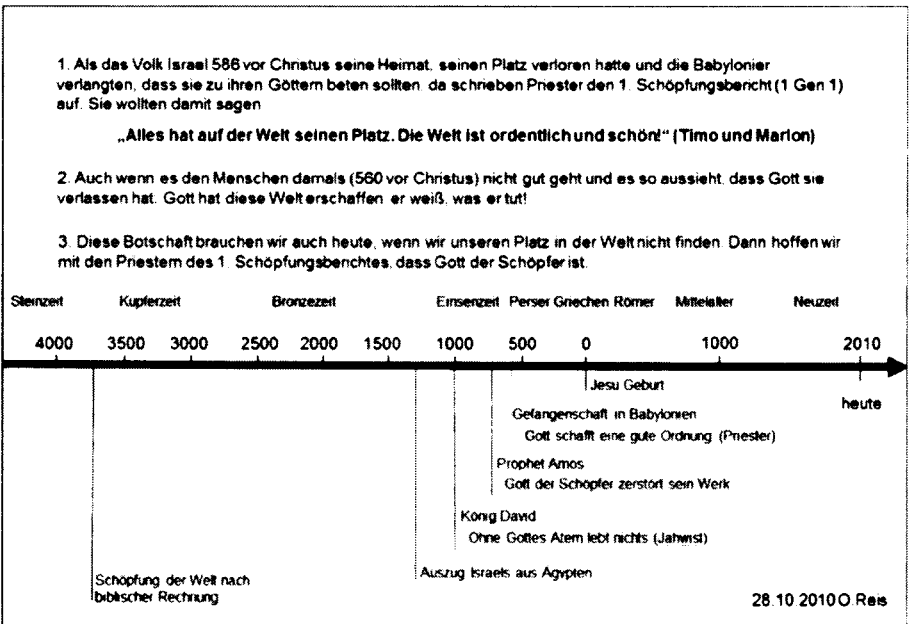 1. Als das Volk Israel 586 vor Christus seine Heimat, seinen Platz verloren hatte und die Babylonier
verlangten, dass sie zu ihren Göttern beten sollten, da schrieben Priester den 1. Schöpfungsbericht (1 Gen 1)
auf. Sie wollten damit sagen
„Alles hat auf der Welt seinen Platz. Die Welt ist ordentlich und schön!“ (Timo und Marlon)
2. Auch wenn es den Menschen damals (560 vor Christus) nicht gut geht und es so aussieht, dass Gott sie
verlassen hat. Gott hat diese Welt erschaffen, er weiß, was er tut!
3. Diese Botschaft brauchen wir auch heute, wenn wir unseren Platz in der Welt nicht finden. Dann hoffen wir
mit den Priestern des 1. Schöpfungsberichtes, dass Gott der Schöpfer ist.
Steinzeit Kupferzeit Bronzezeit Einsenzeit Perser Griechen Römer Mittelalter Neuzeit
4000 3500 3000 2500 2000 1500 1000 500 0 1000 2010
Jesu Geburt
heute
Gefangenschaft in Babylonien
Gott schafft eine gute Ordnung (Priester)
Prophet Amos
Gott der Schöpfer zerstört sein Werk
König David
Ohne Gottes Atem lebt nichts (Jahwist)
Auszug Israels aus Ägypten
Schöpfung der Welt nach
biblischer Rechnung
28.10.2010 O. Reis